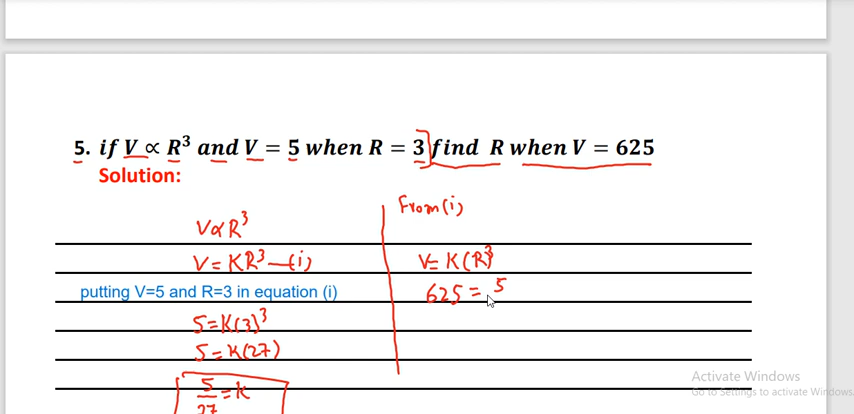 5. if V ∝ R³ and V = 5 when R = 3 find R when V = 625
Solution:
V∝R³
V=KR³—(i)
putting V=5 and R=3 in equation (i)
5=K(3)³
5=K(27)
5/27=K
From(i)
V=K(R)³
625= 5
Activate Windows
Go to Settings to activate Windows.